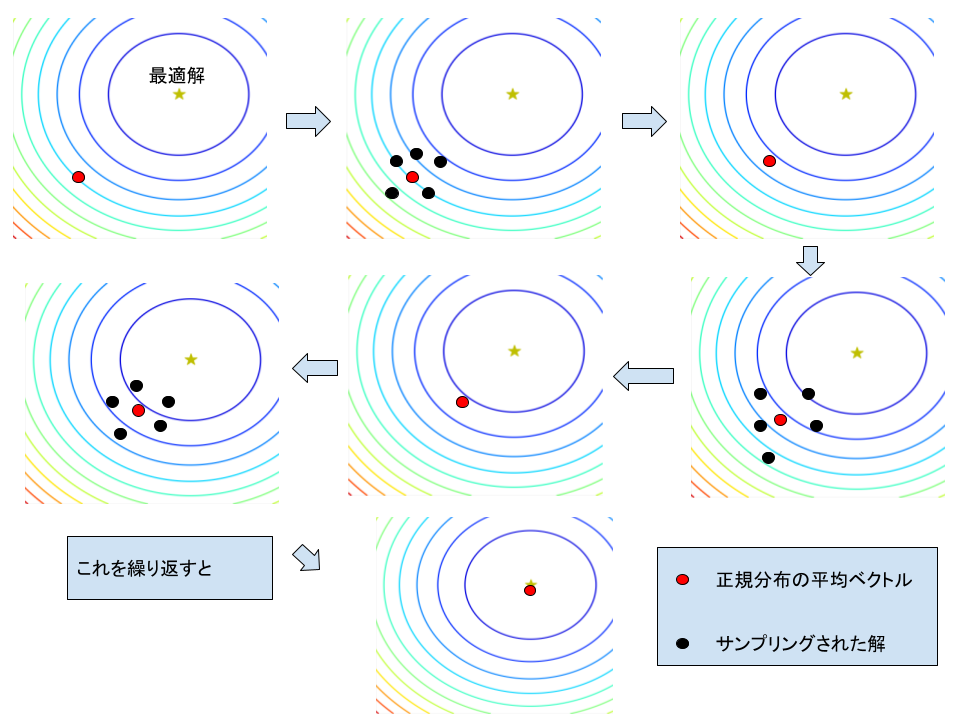 最適解
これを繰り返すと
正規分布の平均ベクトル
サンプリングされた解